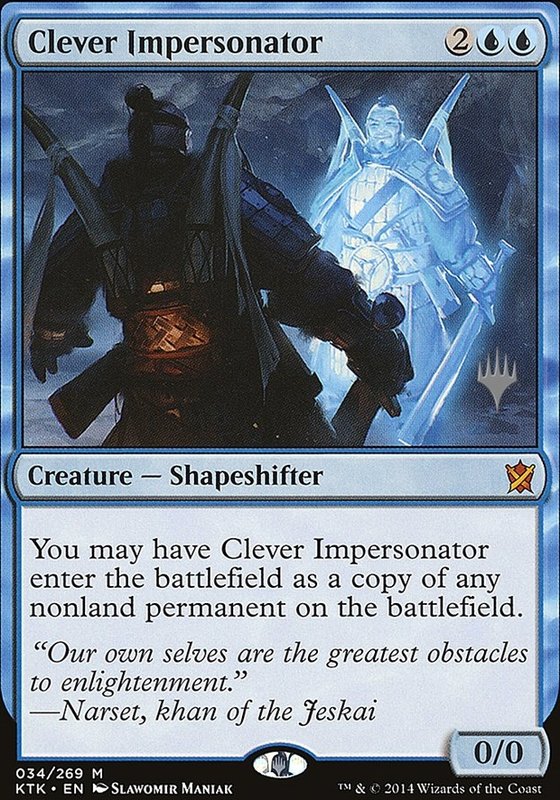 Clever Impersonator 2
Creature — Shapeshifter
You may have Clever Impersonator
enter the battlefield as a copy of any
nonland permanent on the battlefield.
“Our own selves are the greatest obstacles
to enlightenment.”
—Narset, khan of the Jeskai
0/0
034/269 M
KTK • EN Slawomir Maniak
™ & © 2014 Wizards of the Coast